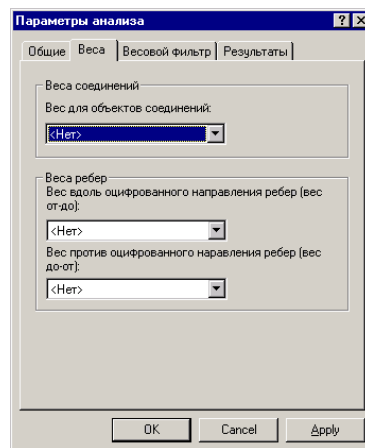 Параметры анализа
Общие Веса Весовой фильтр Результаты
Веса соединений
Вес для объектов соединений:
<Нет>
Веса ребер
Вес вдоль оцифрованного направления ребер (вес
от-до):
<Нет>
Вес против оцифрованного наравления ребер (вес
до-от):
<Нет>
OK Cancel Apply